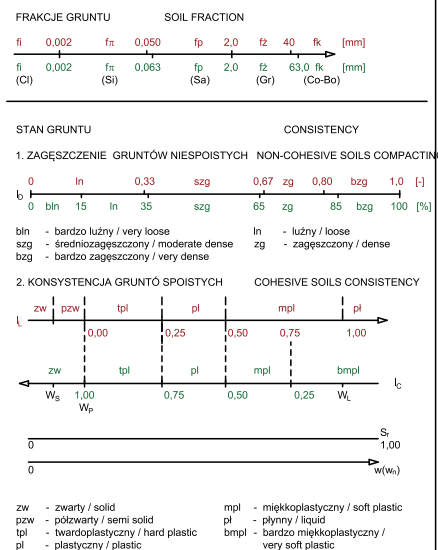 FRAKCJE GRUNTU SOIL FRACTION
fi 0,002 fπ 0,050 fp 2,0 fż 40 fk [mm]
fi 0,002 fπ 0,063 fp 2,0 fż 63,0 fk [mm]
(Cl) (Si) (Sa) (Gr) (Co-Bo)
STAN GRUNTU CONSISTENCY
1. ZAGĘSZCZENIE GRUNTÓW NIESPOISTYCH NON-COHESIVE SOILS COMPACTING
0 ln 0,33 szg 0,67 zg 0,80 bzg 1,0 [-]
I_D
0 bln 15 ln 35 szg 65 zg 85 bzg 100 [%]
bln - bardzo luźny / very loose ln - luźny / loose
szg - średniozagęszczony / moderate dense zg - zagęszczony / dense
bzg - bardzo zagęszczony / very dense
2. KONSYSTENCJA GRUNTÓ SPOISTYCH COHESIVE SOILS CONSISTENCY
zw pzw tpl pl mpl pł
I_L
0,00 0,25 0,50 0,75 1,00
zw tpl pl mpl bmpl
I_C
W_S 1,00 0,75 0,50 0,25 W_L
W_P
S_r
0 1,00
0 w(w_n)
zw - zwarty / solid mpl - miękkoplastyczny / soft plastic
pzw - półzwarty / semi solid pł - płynny / liquid
tpl - twardoplastyczny / hard plastic bmpl - bardzo miękkoplastyczny /
pl - plastyczny / plastic very soft plastic